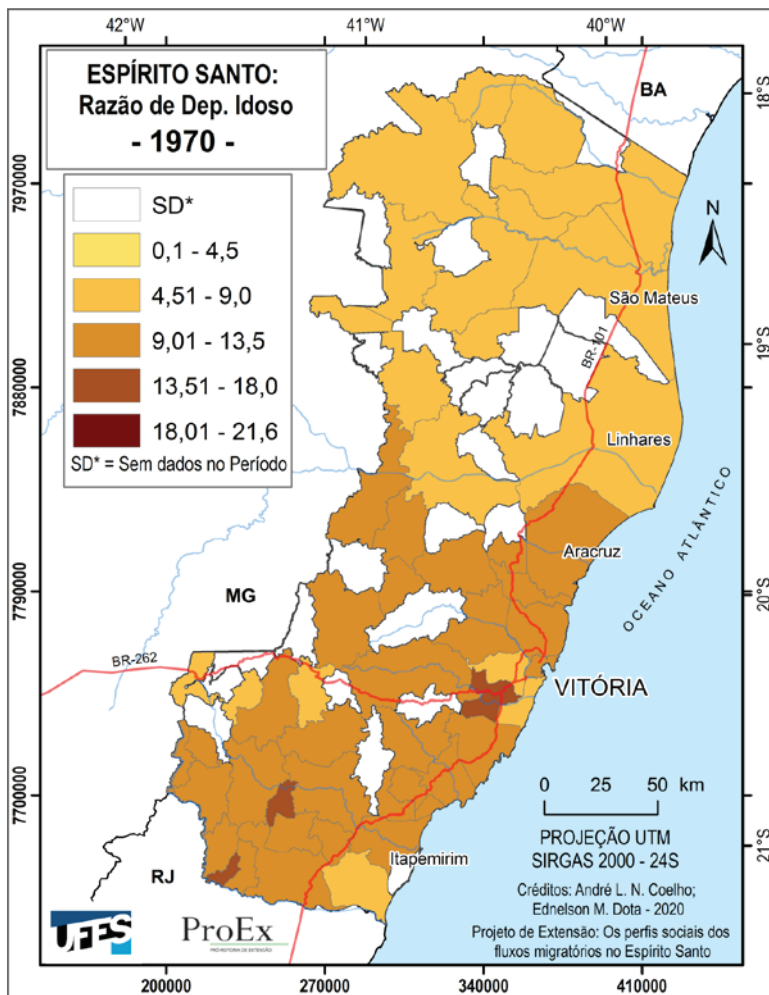 42°W 41°W 40°W
ESPÍRITO SANTO:
Razão de Dep. Idoso
- 1970 -
SD*
0,1 - 4,5
4,51 - 9,0
9,01 - 13,5
13,51 - 18,0
18,01 - 21,6
SD* = Sem dados no Período
BA
N
São Mateus
BR-101
Linhares
Aracruz
OCEANO ATLÂNTICO
MG
BR-262
VITÓRIA
Itapemirim
RJ
0 25 50 km
PROJEÇÃO UTM
SIRGAS 2000 - 24S
Créditos: André L. N. Coelho;
Ednelson M. Dota - 2020
Projeto de Extensão: Os perfis sociais dos
fluxos migratórios no Espírito Santo
UFES
ProEx
PRÓ-REITORIA DE EXTENSÃO
7970000
7880000
7790000
7700000
18°S
19°S
20°S
21°S
200000 270000 340000 410000